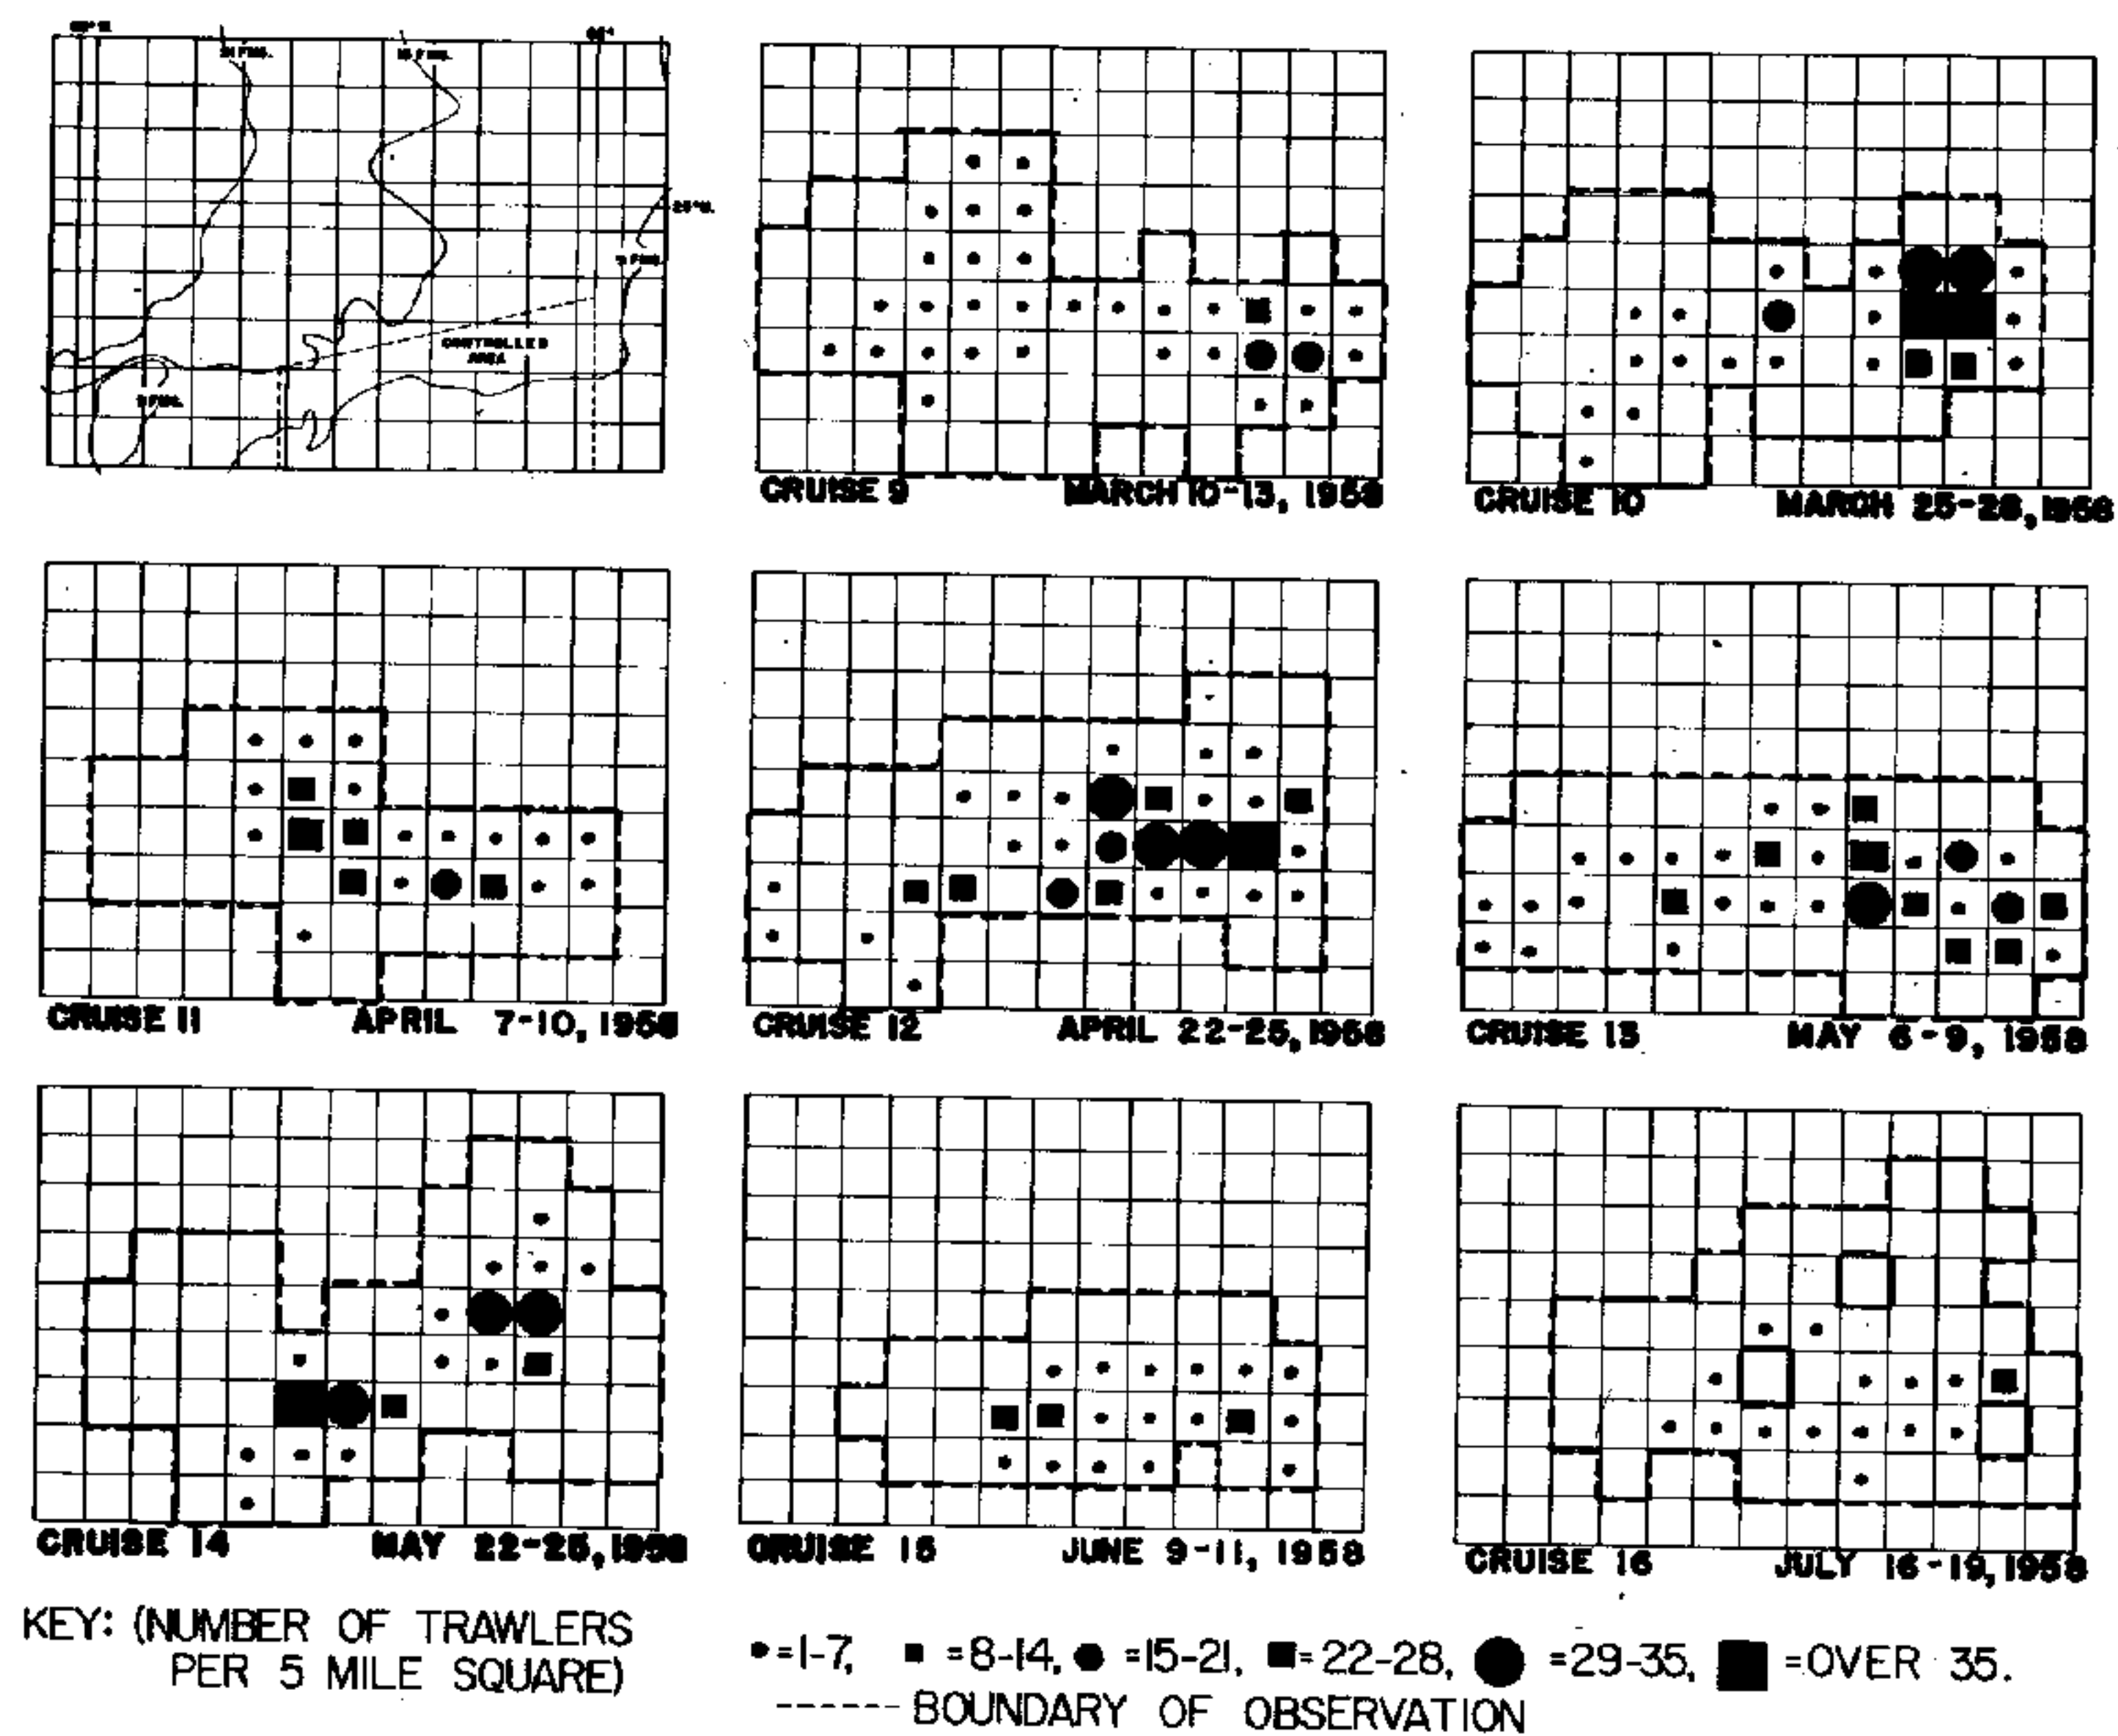 10 FMS.
25°N.
CONTROLLED
AREA
CRUISE 9 MARCH 10-13, 1958
CRUISE 10 MARCH 25-28, 1958
CRUISE 11 APRIL 7-10, 1958
CRUISE 12 APRIL 22-25, 1958
CRUISE 13 MAY 6-9, 1958
CRUISE 14 MAY 22-25, 1958
CRUISE 15 JUNE 9-11, 1958
CRUISE 16 JULY 16-19, 1958
KEY: (NUMBER OF TRAWLERS
PER 5 MILE SQUARE)
=1-7, =8-14, =15-21, =22-28, =29-35, =OVER 35.
BOUNDARY OF OBSERVATION